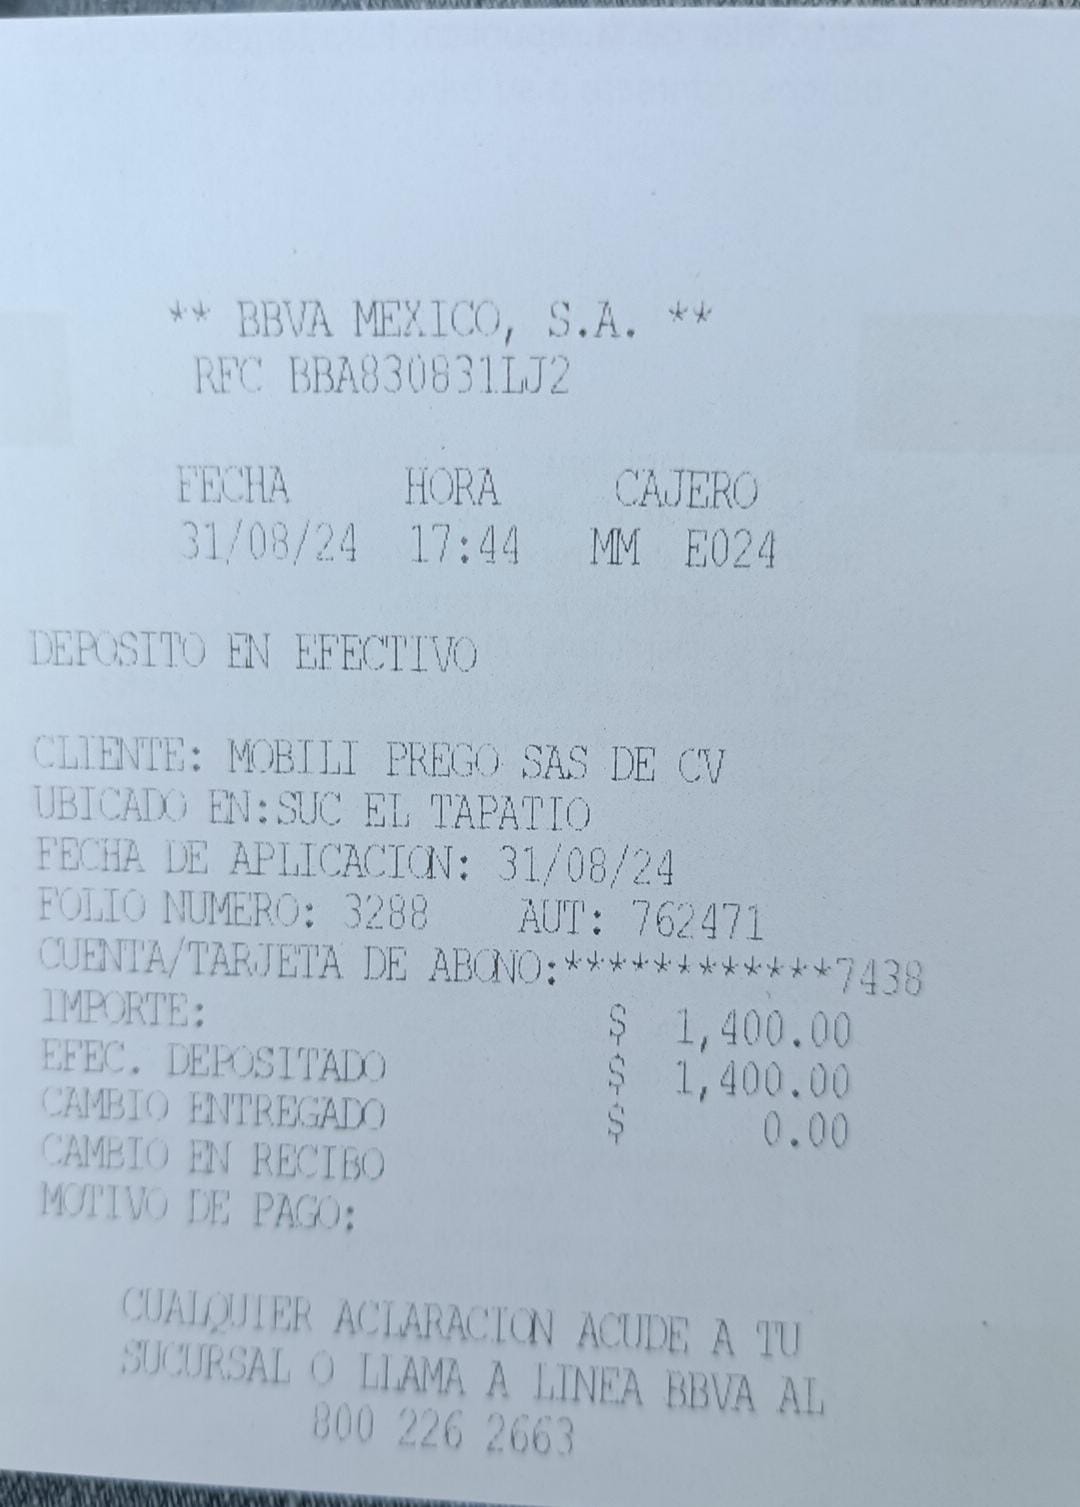 ** BBVA MEXICO, S.A. **
RFC BBA830831LJ2
FECHA HORA CAJERO
31/08/24 17:44 MM E024
DEPOSITO EN EFECTIVO
CLIENTE: MOBILI PREGO SAS DE CV
UBICADO EN:SUC EL TAPATIO
FECHA DE APLICACION: 31/08/24
FOLIO NUMERO: 3288 AUT: 762471
CUENTA/TARJETA DE ABONO:************7438
IMPORTE: $ 1,400.00
EFEC. DEPOSITADO $ 1,400.00
CAMBIO ENTREGADO $ 0.00
CAMBIO EN RECIBO
MOTIVO DE PAGO:
CUALQUIER ACLARACION ACUDE A TU
SUCURSAL O LLAMA A LINEA BBVA AL
800 226 2663